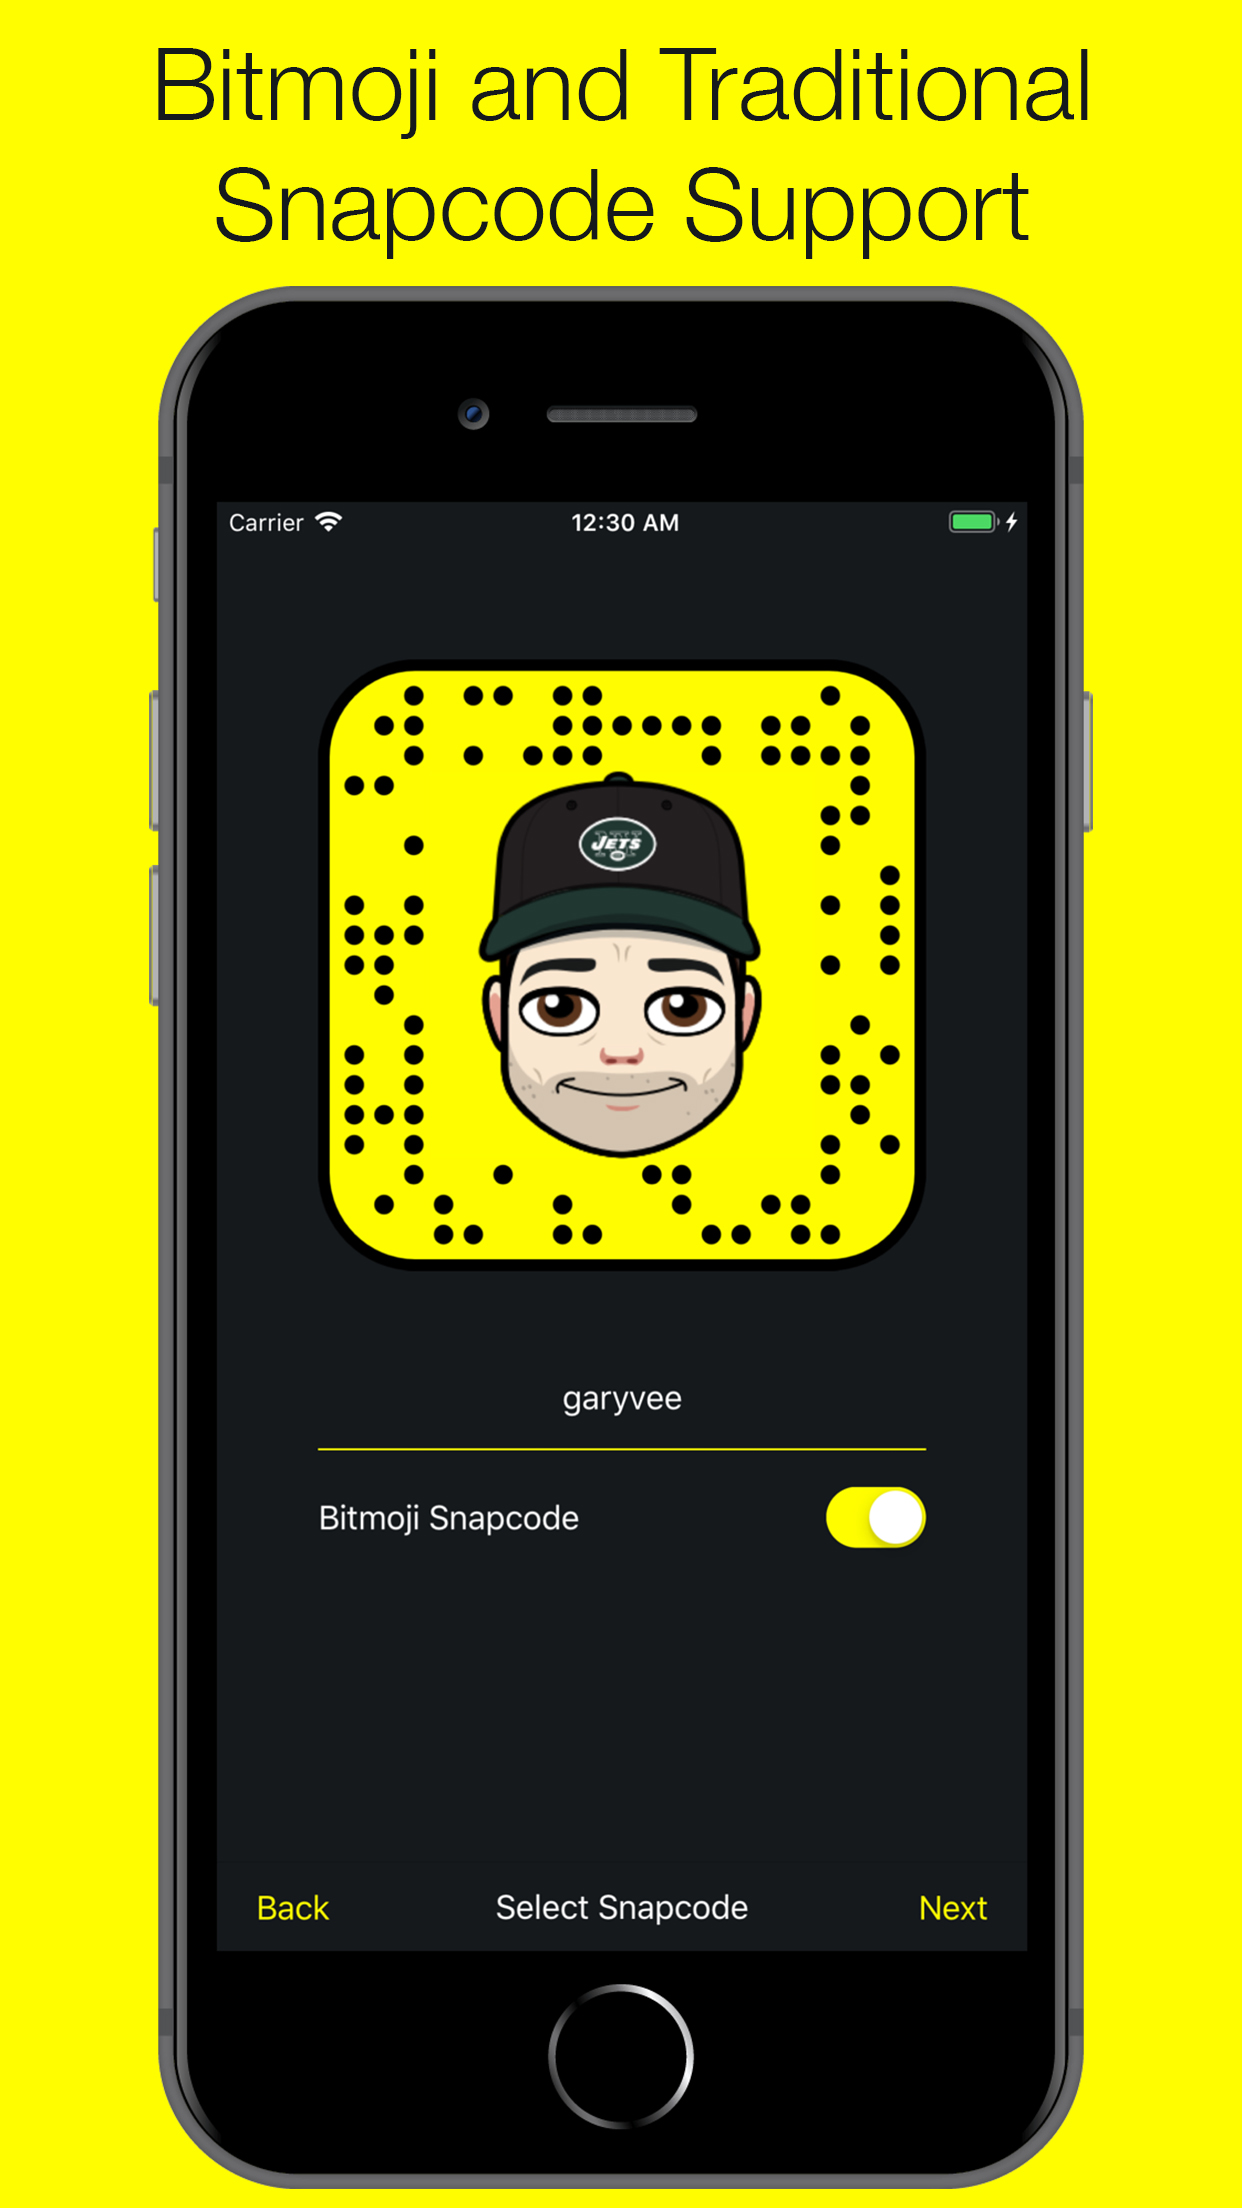 Bitmoji and Traditional
Snapcode Support
Carrier 12:30 AM
JETS
garyvee
Bitmoji Snapcode
Back Select Snapcode Next